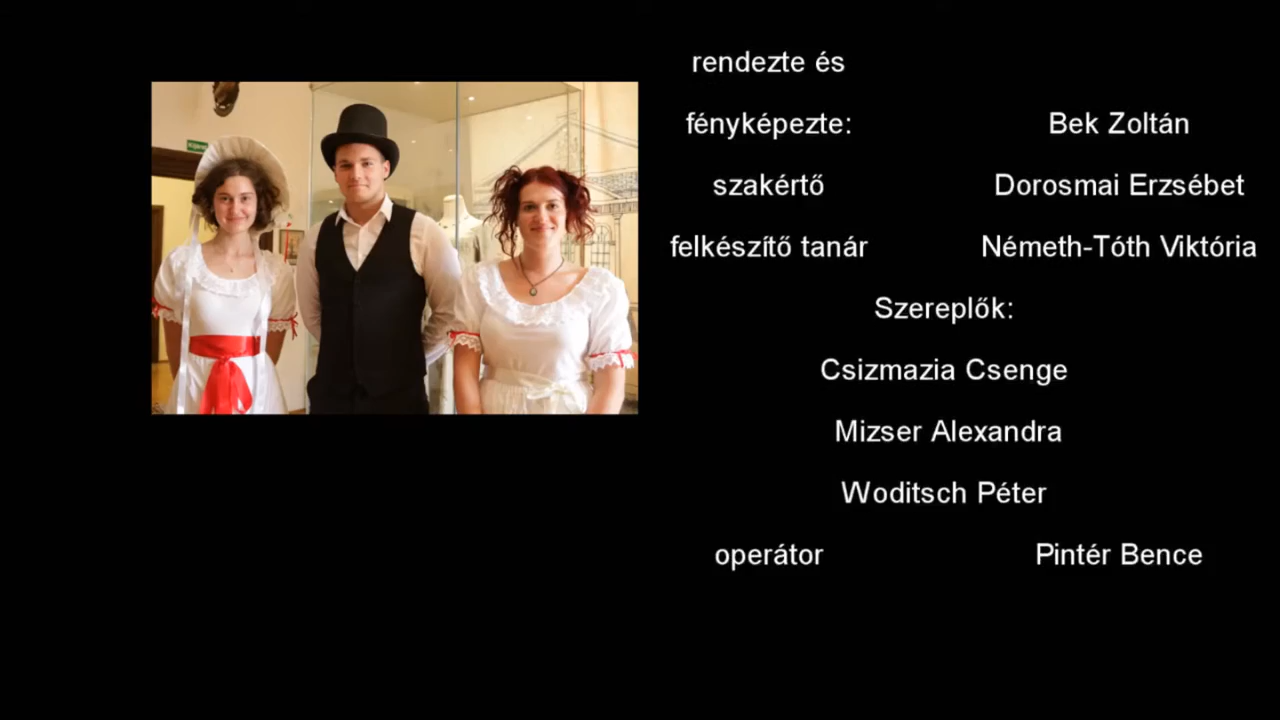 rendezte és
fényképezte: Bek Zoltán
szakértő Dorosmai Erzsébet
felkészítő tanár Németh-Tóth Viktória
Szereplők:
Csizmazia Csenge
Mizser Alexandra
Woditsch Péter
operátor Pintér Bence